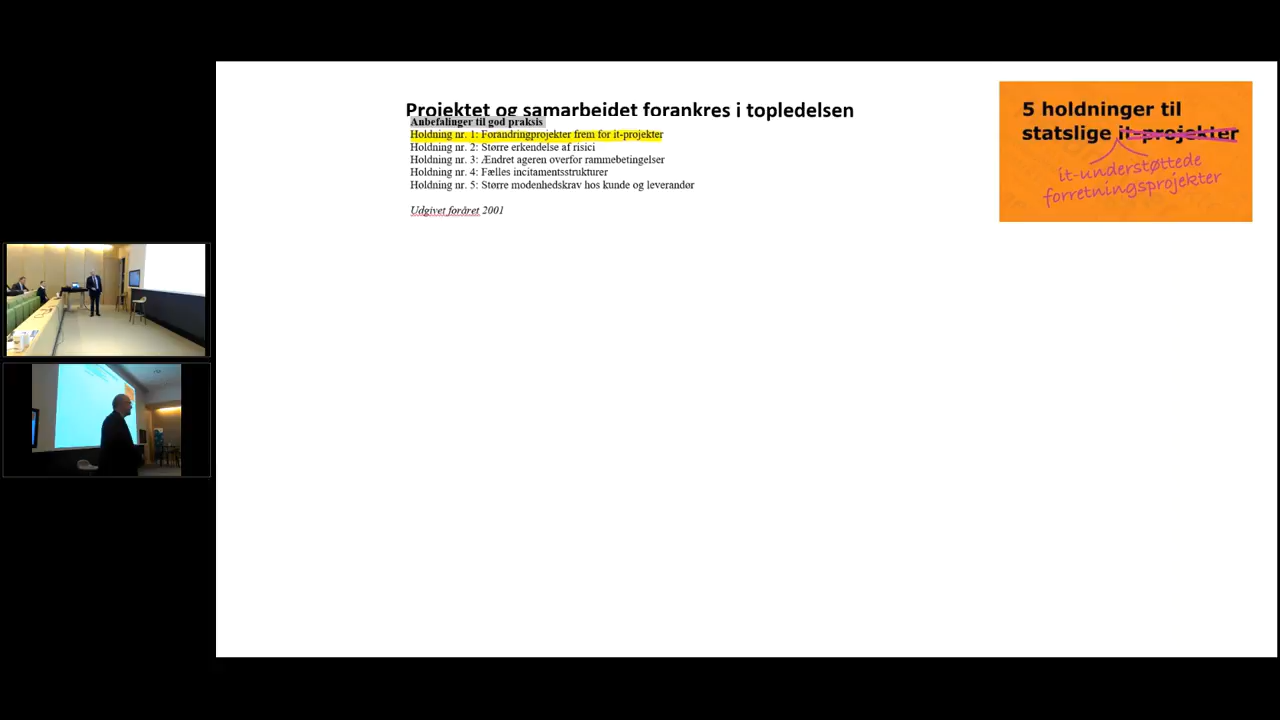 Projektet og samarbejdet forankres i topledelsen
Anbefalinger til god praksis
Holdning nr. 1: Forandringprojekter frem for it-projekter
Holdning nr. 2: Større erkendelse af risici
Holdning nr. 3: Ændret ageren overfor rammebetingelser
Holdning nr. 4: Fælles incitamentsstrukturer
Holdning nr. 5: Større modenhedskrav hos kunde og leverandør
Udgivet foråret 2001
5 holdninger til
statslige it-projekter
it-understøttede
forretningsprojekter